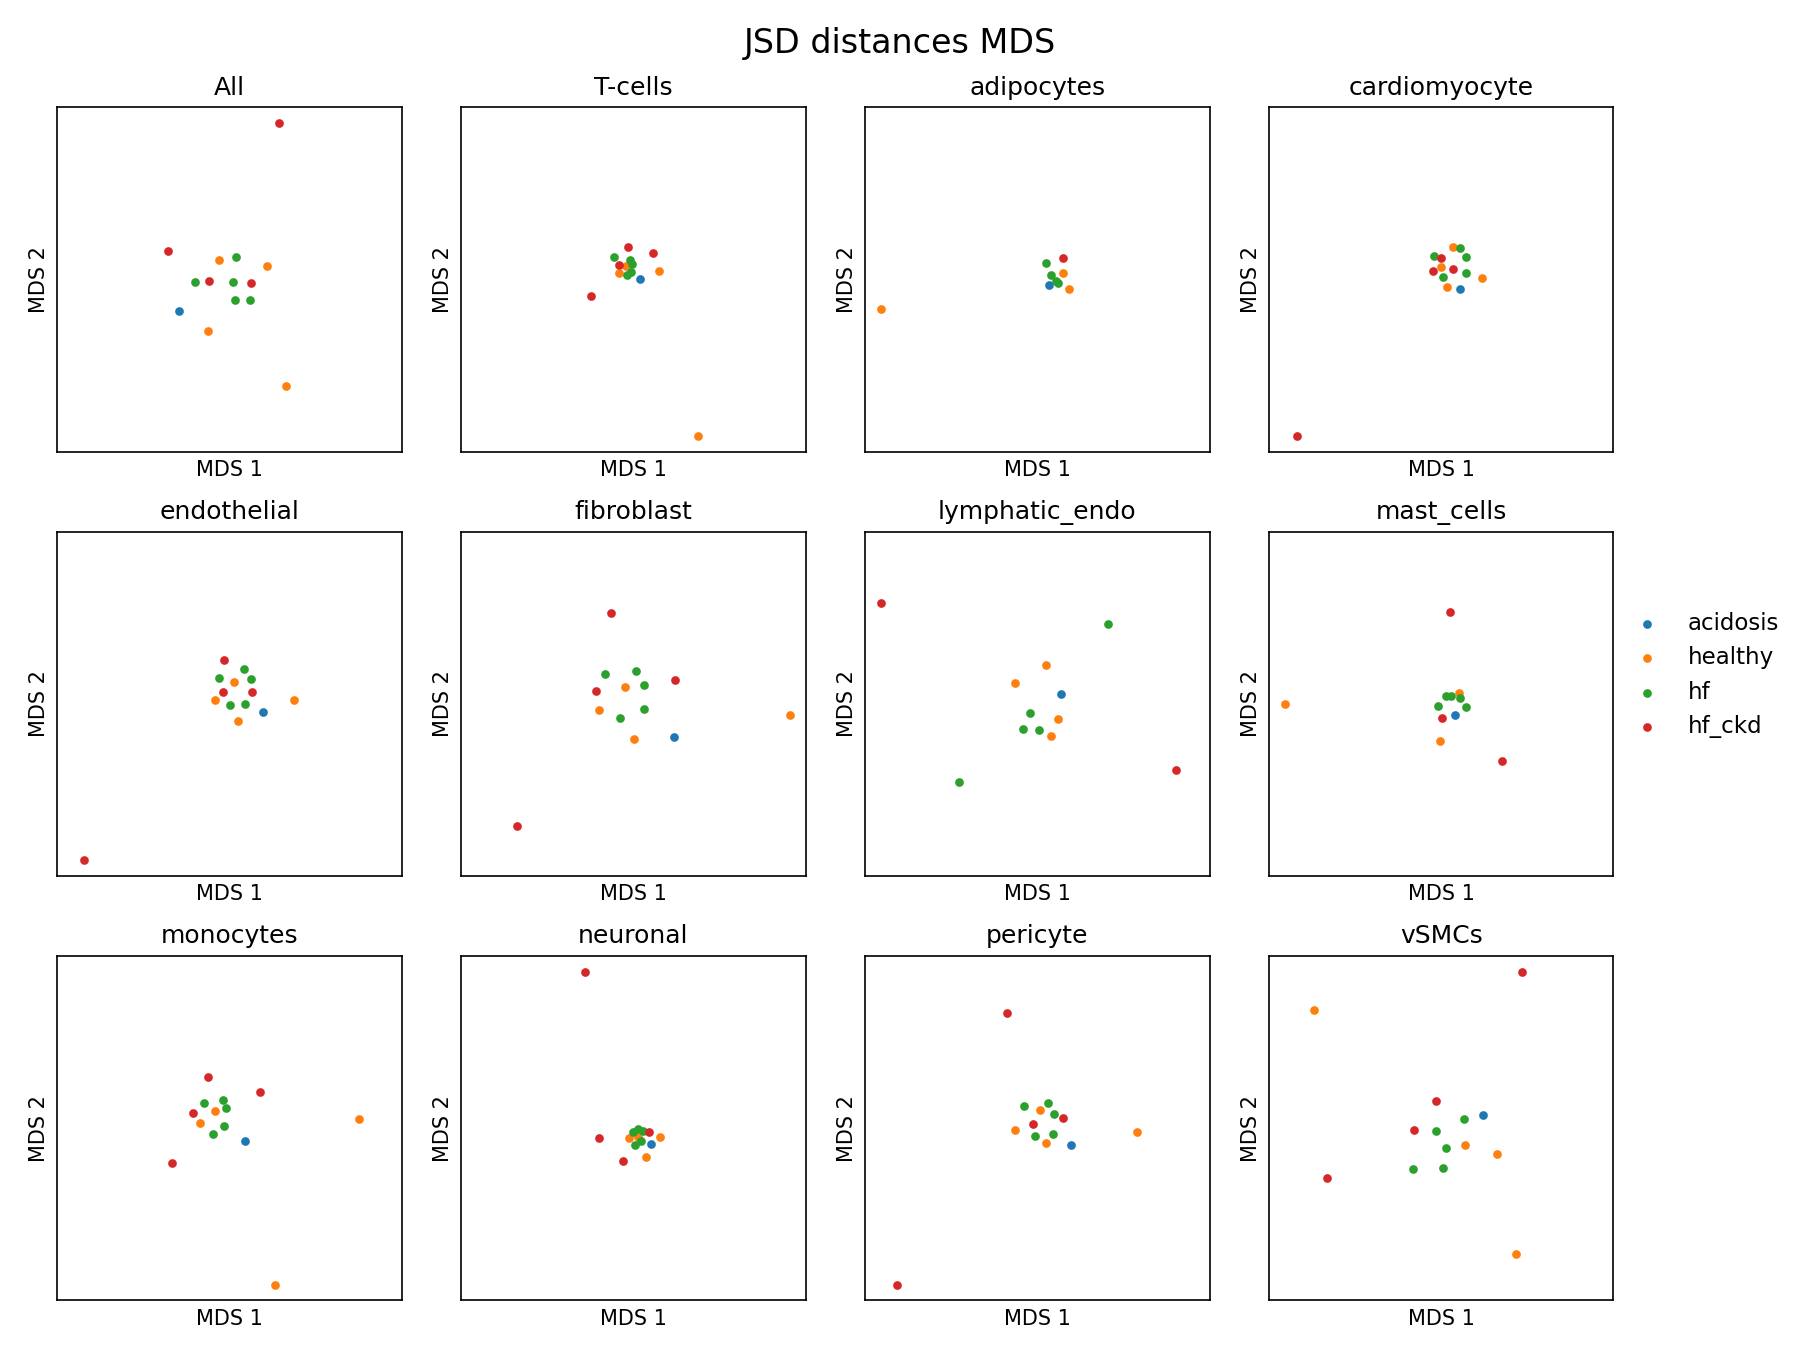 JSD distances MDS
All
T-cells
adipocytes
cardiomyocyte
MDS 2
MDS 2
MDS 2
MDS 2
MDS 1
MDS 1
MDS 1
MDS 1
endothelial
fibroblast
lymphatic_endo
mast_cells
MDS 2
MDS 2
MDS 2
MDS 2
acidosis
healthy
hf
hf_ckd
MDS 1
MDS 1
MDS 1
MDS 1
monocytes
neuronal
pericyte
vSMCs
MDS 2
MDS 2
MDS 2
MDS 2
MDS 1
MDS 1
MDS 1
MDS 1